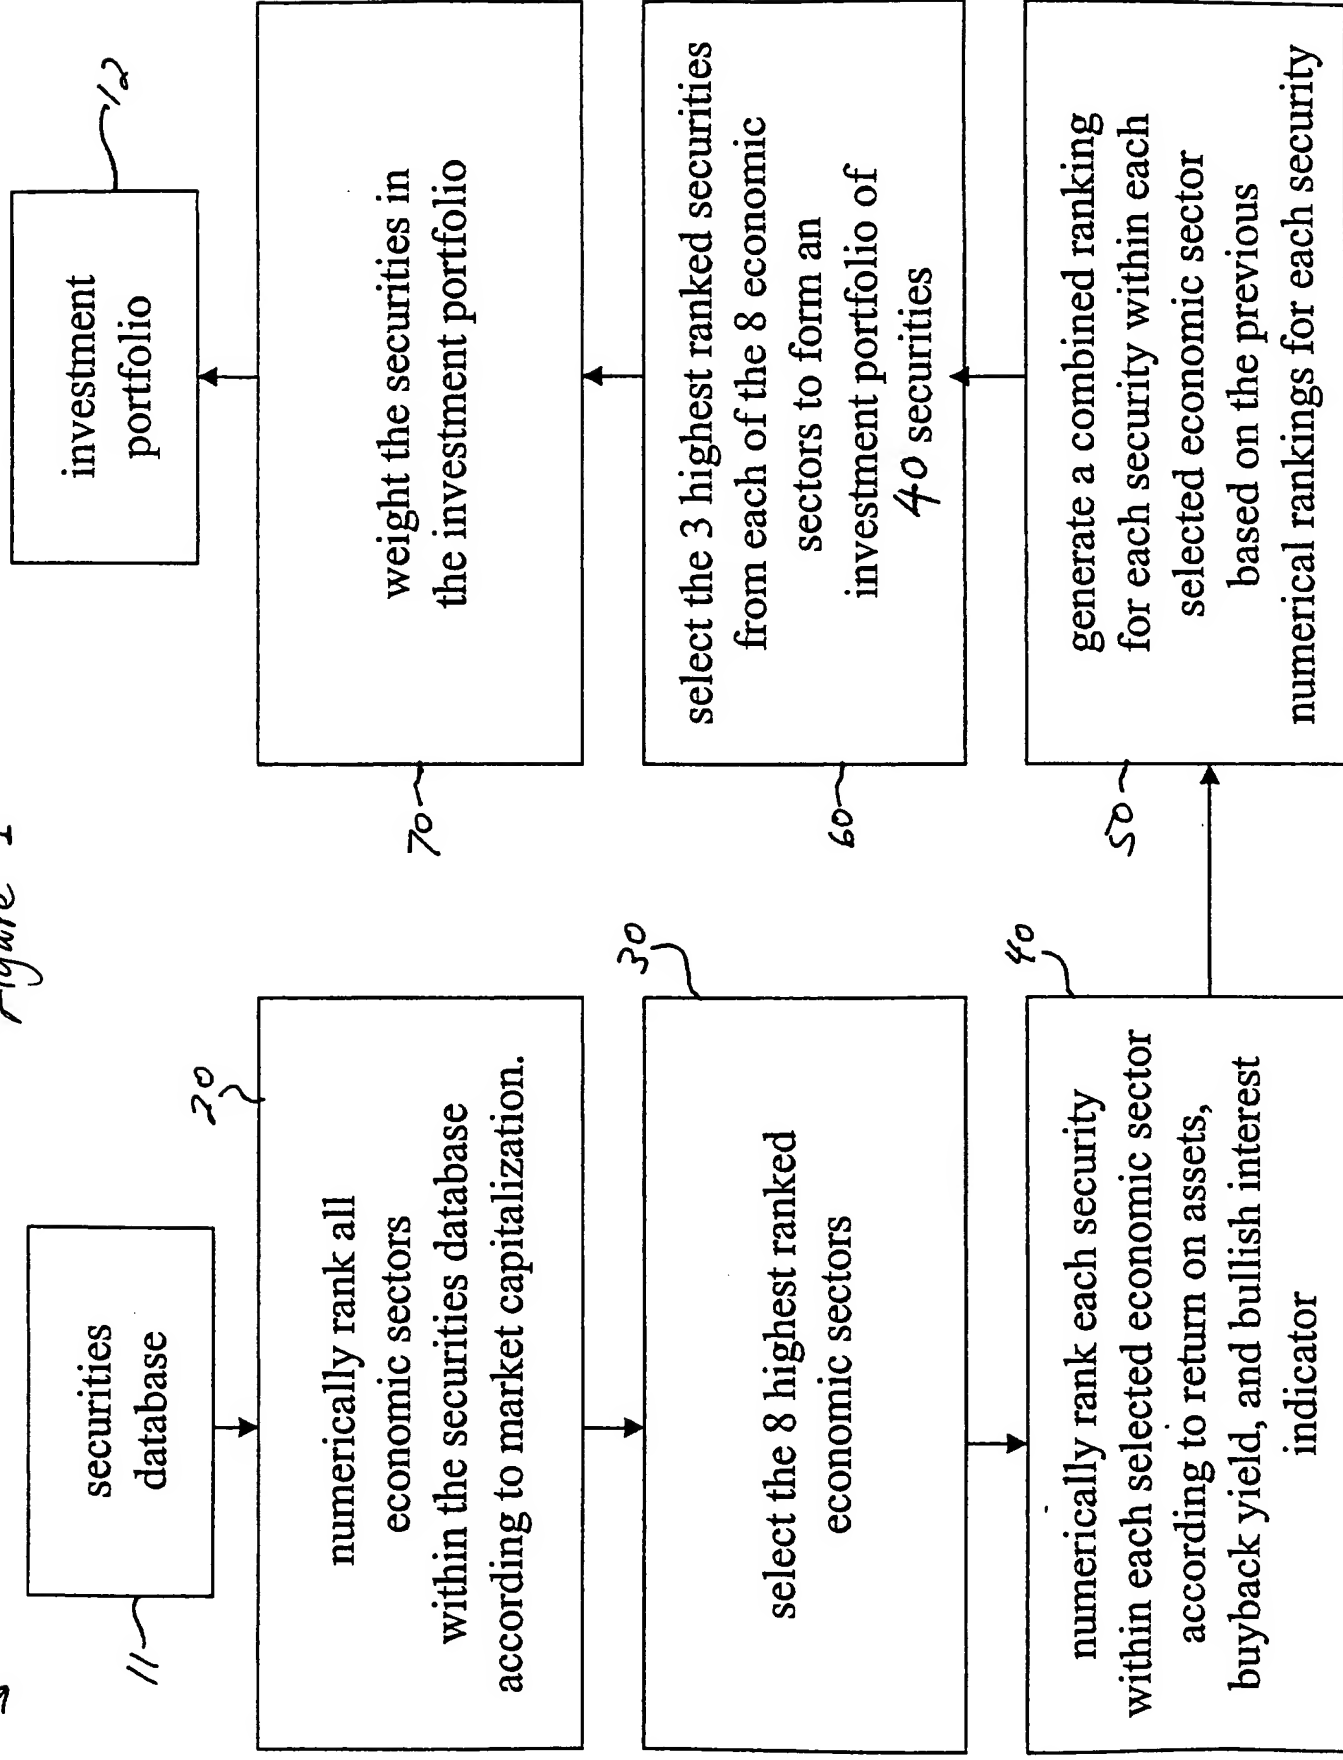 Figure 1
11
securities
database
20
numerically rank all
economic sectors
within the securities database
according to market capitalization.
30
select the 8 highest ranked
economic sectors
40
numerically rank each security
within each selected economic sector
according to return on assets,
buyback yield, and bullish interest
indicator
50
generate a combined ranking
for each security within each
selected economic sector
based on the previous
numerical rankings for each security
60
select the 3 highest ranked securities
from each of the 8 economic
sectors to form an
investment portfolio of
40 securities
70
weight the securities in
the investment portfolio
12
investment
portfolio